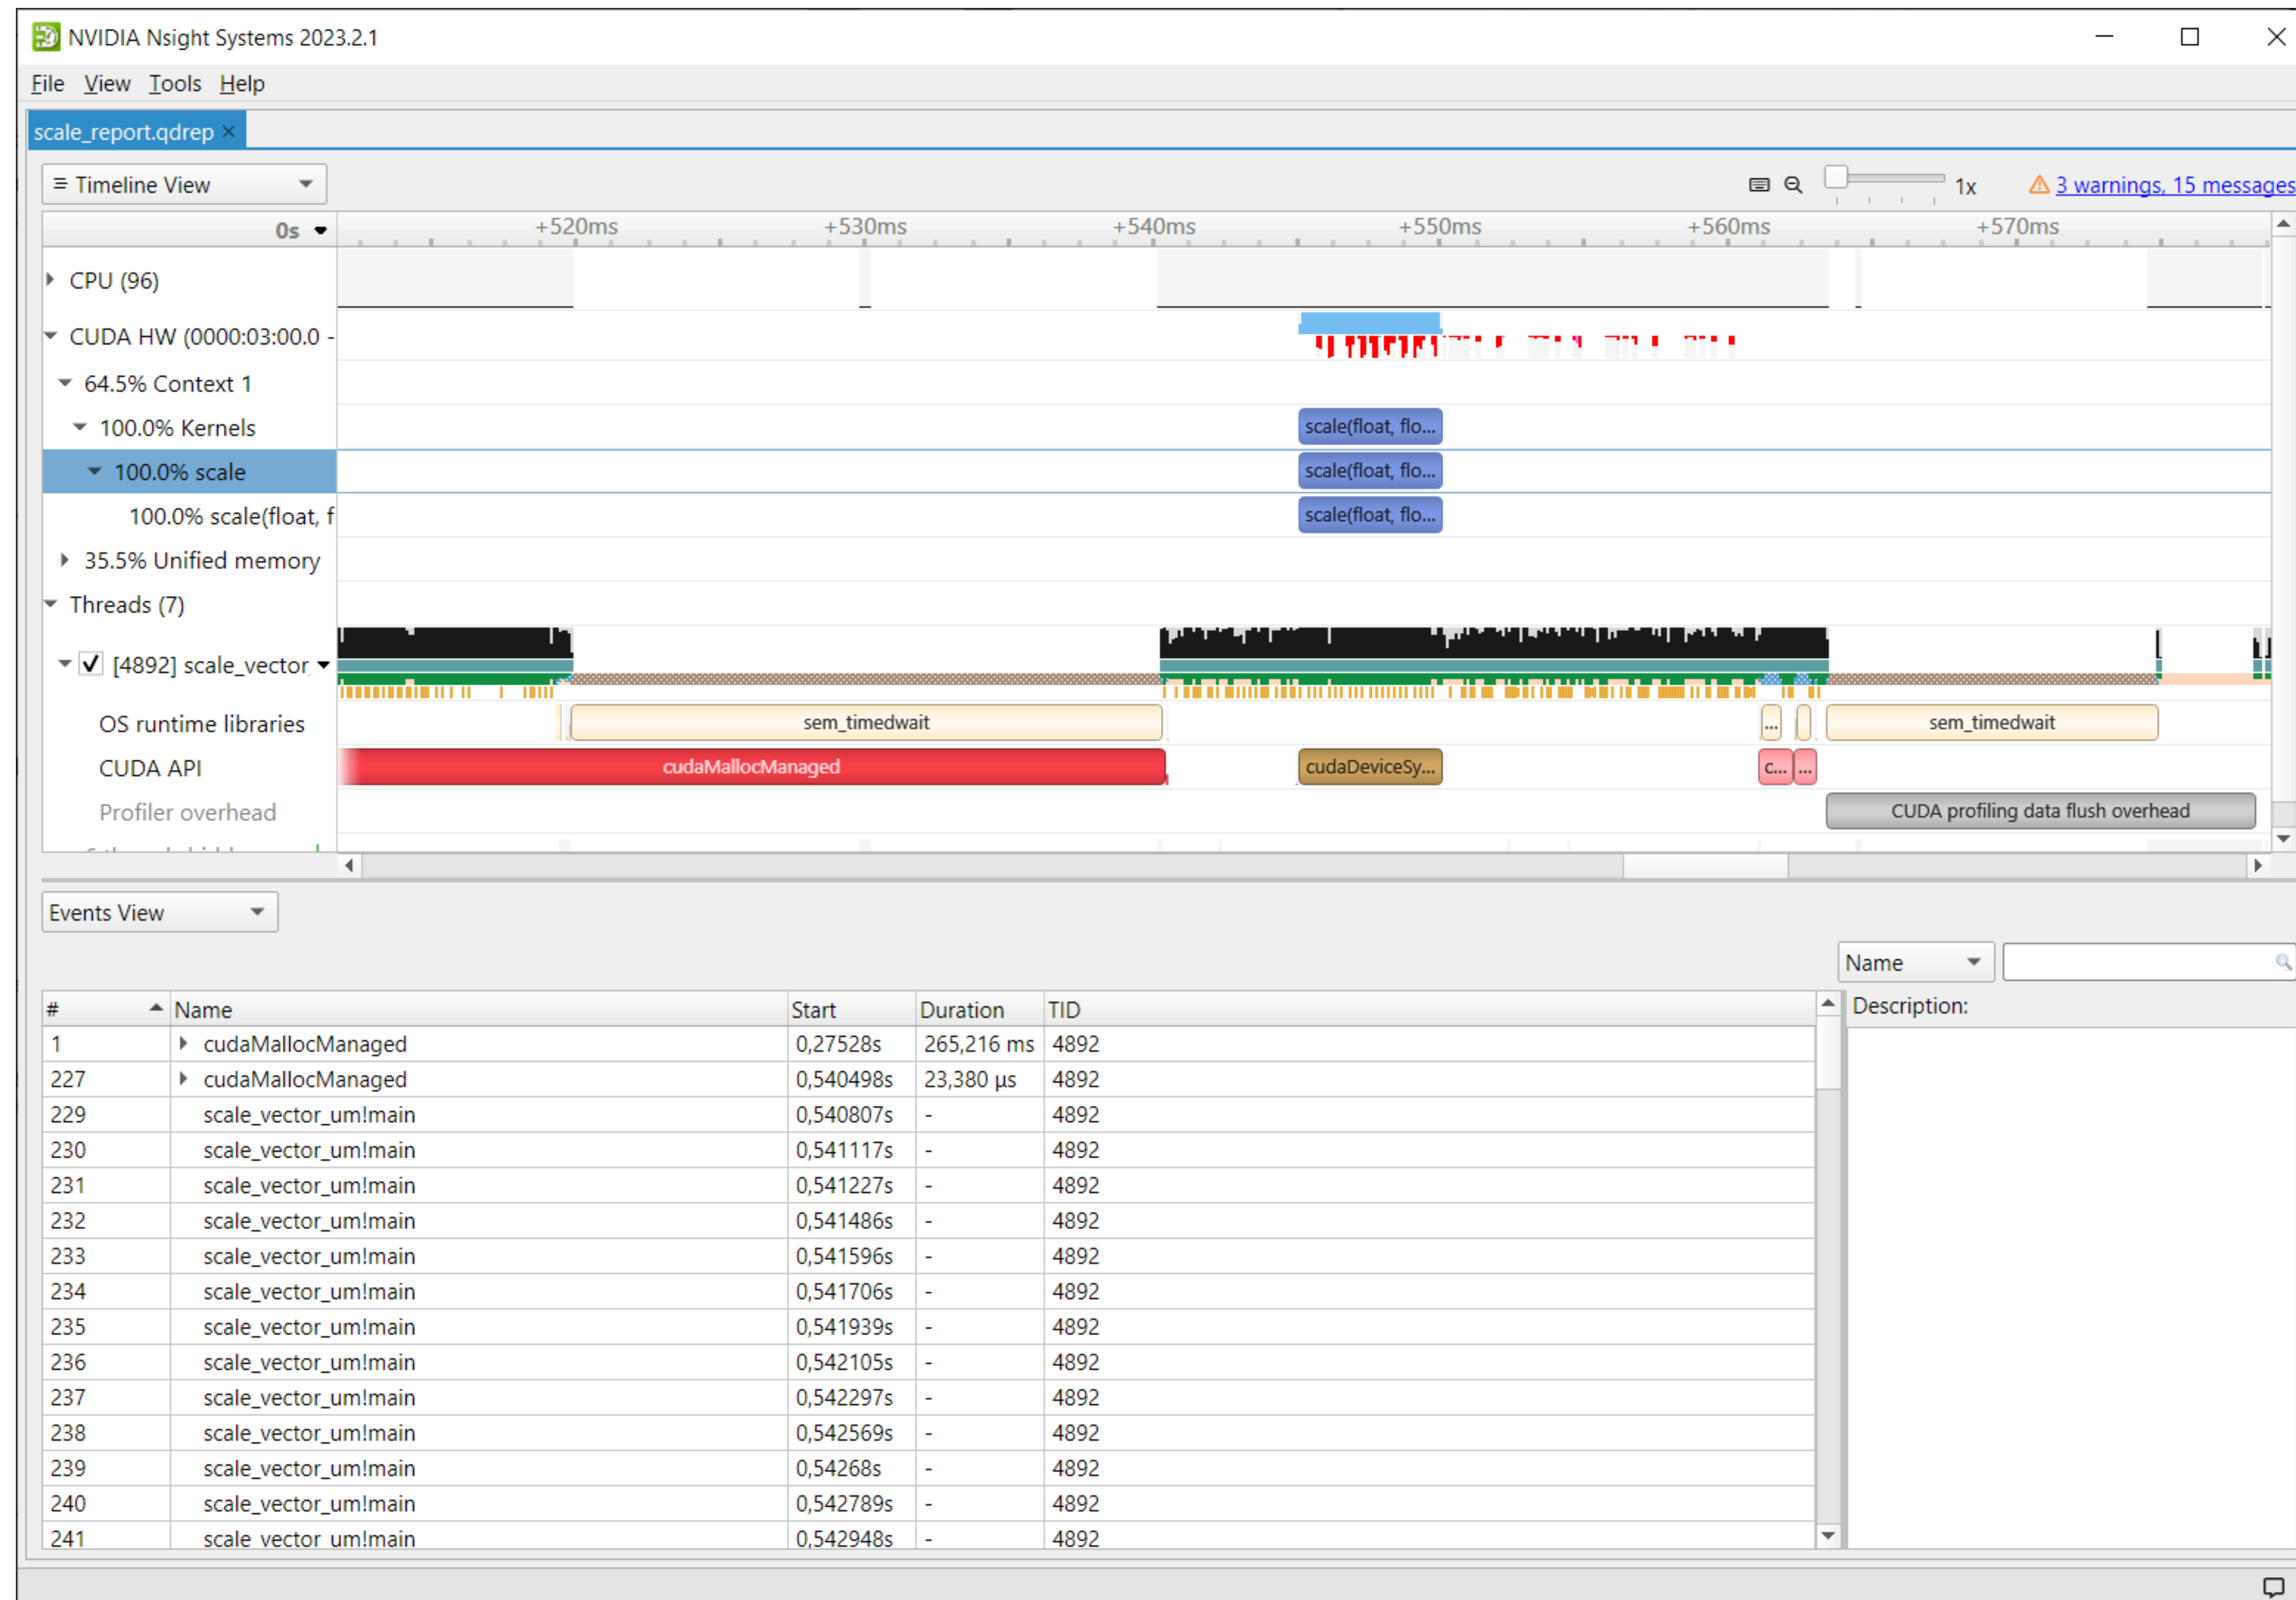 NVIDIA Nsight Systems 2023.2.1
File View Tools Help
scale_report.qdrep ×
Timeline View 1x 3 warnings, 15 messages
0s +520ms +530ms +540ms +550ms +560ms +570ms
CPU (96)
CUDA HW (0000:03:00.0 -
64.5% Context 1
100.0% Kernels scale(float, flo...
100.0% scale scale(float, flo...
100.0% scale(float, f scale(float, flo...
35.5% Unified memory
Threads (7)
[4892] scale_vector_
OS runtime libraries sem_timedwait ... sem_timedwait
CUDA API cudaMallocManaged cudaDeviceSy... c... ...
Profiler overhead CUDA profiling data flush overhead
Events View
Name
# Name Start Duration TID Description:
1 cudaMallocManaged 0,27528s 265,216 ms 4892
227 cudaMallocManaged 0,540498s 23,380 μs 4892
229 scale_vector_um!main 0,540807s - 4892
230 scale_vector_um!main 0,541117s - 4892
231 scale_vector_um!main 0,541227s - 4892
232 scale_vector_um!main 0,541486s - 4892
233 scale_vector_um!main 0,541596s - 4892
234 scale_vector_um!main 0,541706s - 4892
235 scale_vector_um!main 0,541939s - 4892
236 scale_vector_um!main 0,542105s - 4892
237 scale_vector_um!main 0,542297s - 4892
238 scale_vector_um!main 0,542569s - 4892
239 scale_vector_um!main 0,54268s - 4892
240 scale_vector_um!main 0,542789s - 4892
241 scale_vector_um!main 0,542948s - 4892